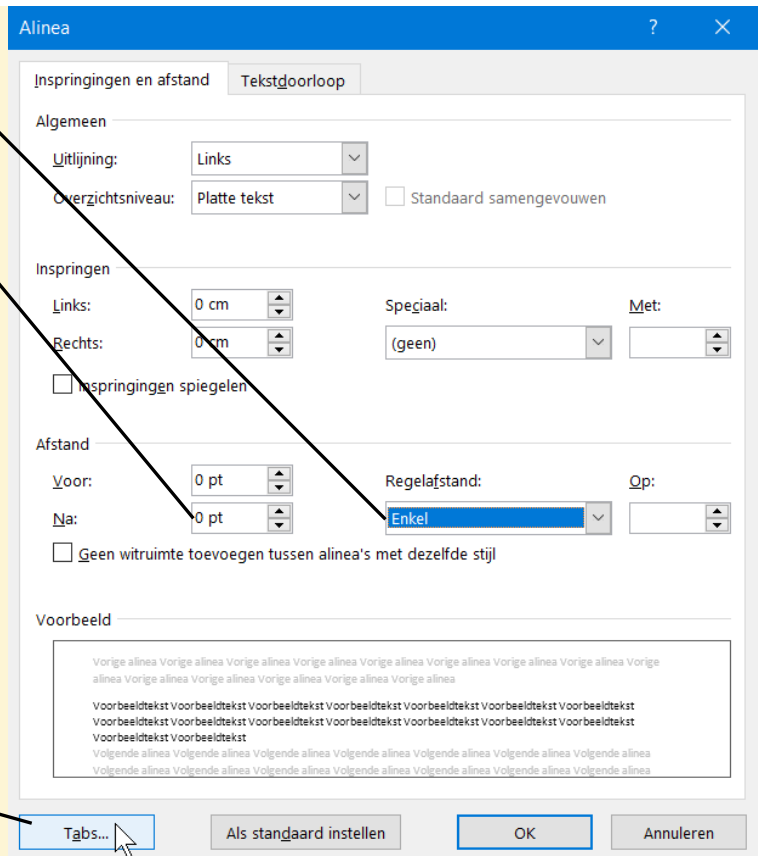 Alinea ?
Inspringingen en afstand Tekstdoorloop
Algemeen
Uitlijning: Links
Overzichtsniveau: Platte tekst Standaard samengevouwen
Inspringen
Links: 0 cm Speciaal: Met:
Rechts: 0 cm (geen)
Inspringingen spiegelen
Afstand
Voor: 0 pt Regelafstand: Op:
Na: 0 pt Enkel
Geen witruimte toevoegen tussen alinea's met dezelfde stijl
Voorbeeld
Vorige alinea Vorige alinea Vorige alinea Vorige alinea Vorige alinea Vorige alinea Vorige alinea Vorige alinea Vorige
alinea Vorige alinea Vorige alinea Vorige alinea Vorige alinea Vorige alinea
Voorbeeldtekst Voorbeeldtekst Voorbeeldtekst Voorbeeldtekst Voorbeeldtekst Voorbeeldtekst Voorbeeldtekst
Voorbeeldtekst Voorbeeldtekst Voorbeeldtekst Voorbeeldtekst Voorbeeldtekst Voorbeeldtekst Voorbeeldtekst
Voorbeeldtekst Voorbeeldtekst
Volgende alinea Volgende alinea Volgende alinea Volgende alinea Volgende alinea Volgende alinea Volgende alinea
Volgende alinea Volgende alinea Volgende alinea Volgende alinea Volgende alinea Volgende alinea Volgende alinea
Tabs... Als standaard instellen OK Annuleren